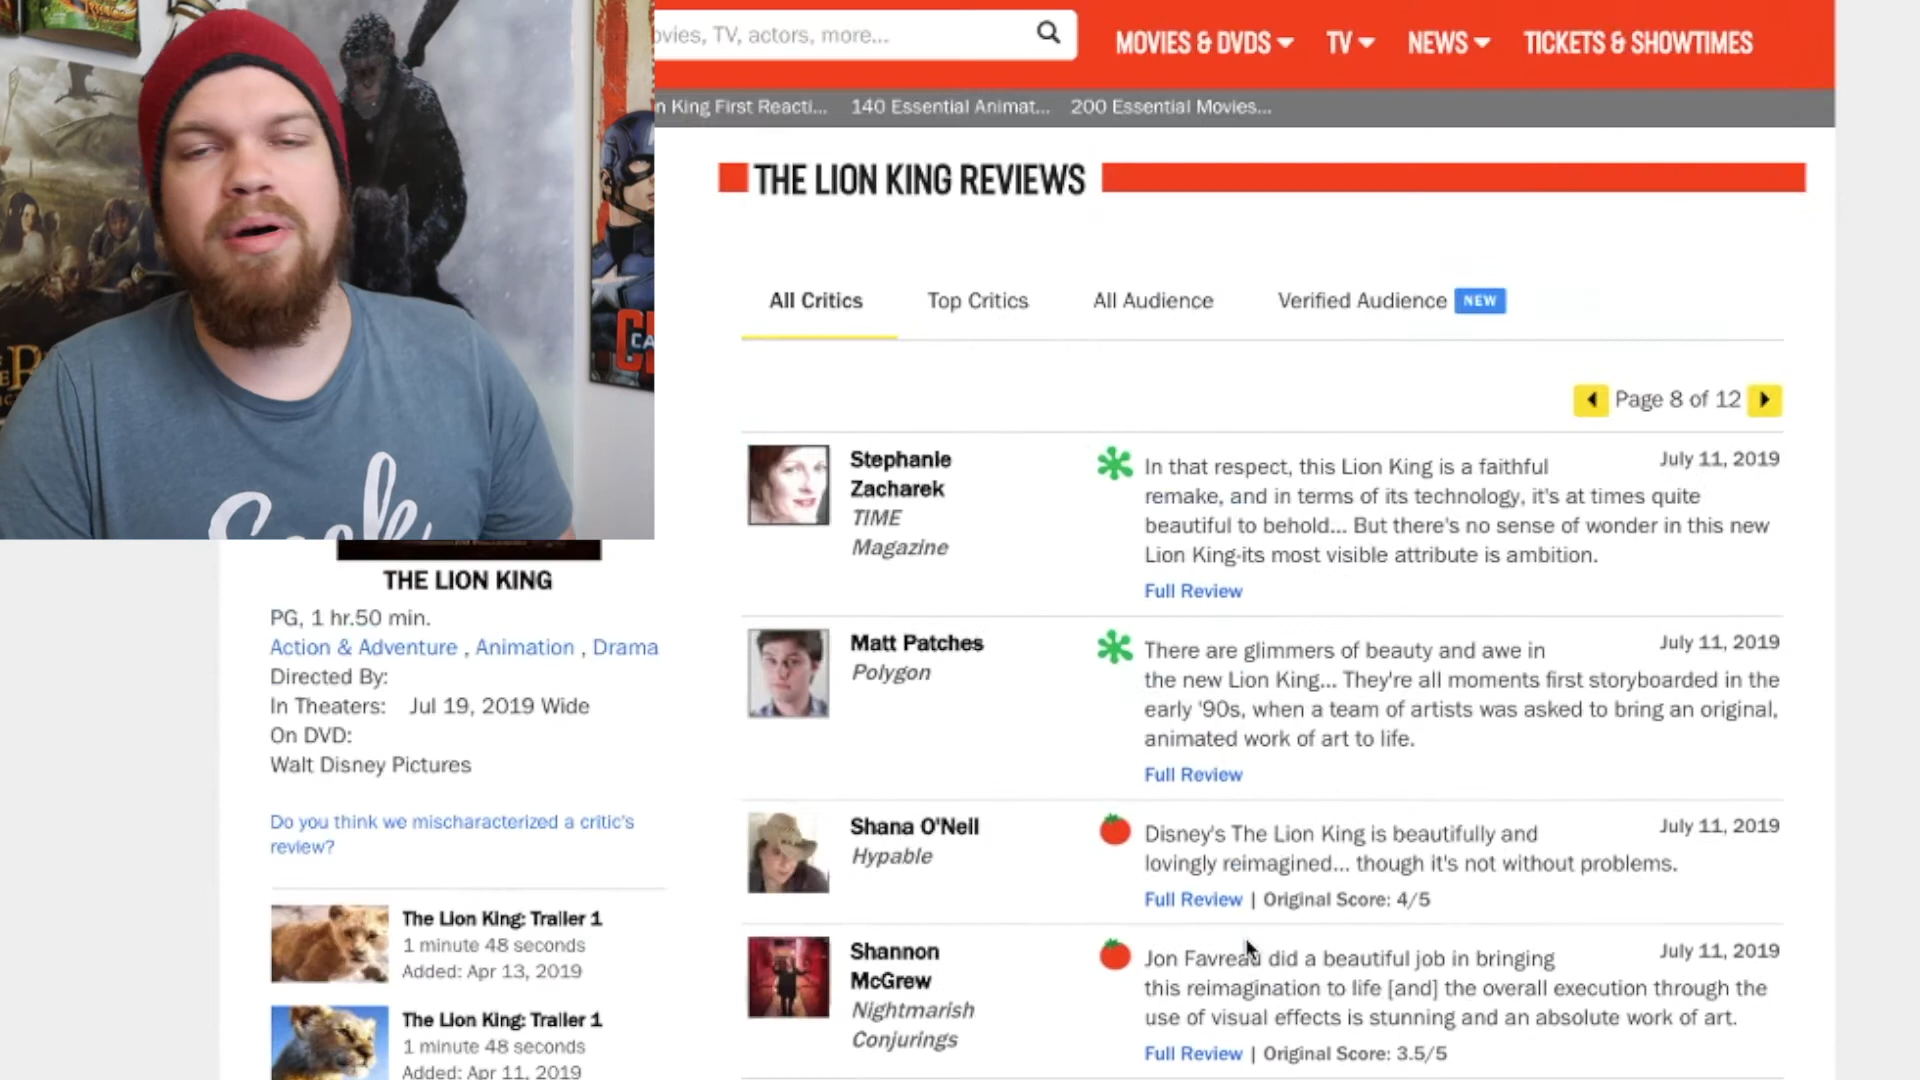 ovies, TV, actors, more...
MOVIES & DVDS
TV
NEWS
TICKETS & SHOWTIMES
n King First Reacti...
140 Essential Animat...
200 Essential Movies...
THE LION KING REVIEWS
All Critics
Top Critics
All Audience
Verified Audience NEW
Page 8 of 12
Stephanie
Zacharek
TIME
Magazine
In that respect, this Lion King is a faithful
remake, and in terms of its technology, it's at times quite
beautiful to behold... But there's no sense of wonder in this new
Lion King-its most visible attribute is ambition.
July 11, 2019
Full Review
Matt Patches
Polygon
There are glimmers of beauty and awe in
the new Lion King... They're all moments first storyboarded in the
early '90s, when a team of artists was asked to bring an original,
animated work of art to life.
July 11, 2019
Full Review
Shana O'Neil
Hypable
Disney's The Lion King is beautifully and
lovingly reimagined... though it's not without problems.
July 11, 2019
Full Review | Original Score: 4/5
Shannon
McGrew
Nightmarish
Conjurings
Jon Favreau did a beautiful job in bringing
this reimagination to life [and] the overall execution through the
use of visual effects is stunning and an absolute work of art.
July 11, 2019
Full Review | Original Score: 3.5/5
Seek
CA
THE LION KING
PG, 1 hr.50 min.
Action & Adventure , Animation , Drama
Directed By:
In Theaters: Jul 19, 2019 Wide
On DVD:
Walt Disney Pictures
Do you think we mischaracterized a critic's
review?
The Lion King: Trailer 1
1 minute 48 seconds
Added: Apr 13, 2019
The Lion King: Trailer 1
1 minute 48 seconds
Added: Apr 11, 2019